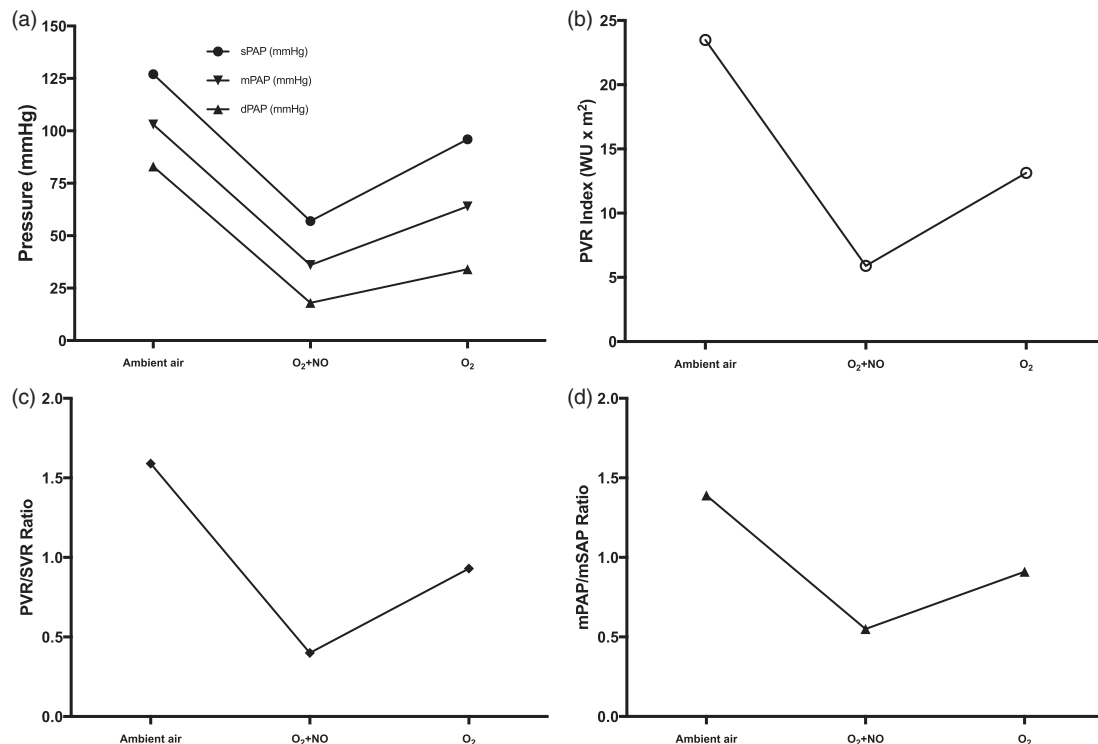 (a)
150
125
100
75
50
25
0
Pressure (mmHg)
sPAP (mmHg)
mPAP (mmHg)
dPAP (mmHg)
Ambient air
O₂+NO
O₂
(b)
25
20
15
10
5
0
PVR Index (WU x m²)
Ambient air
O₂+NO
O₂
(c)
2.0
1.5
1.0
0.5
0.0
PVR/SVR Ratio
Ambient air
O₂+NO
O₂
(d)
2.0
1.5
1.0
0.5
0.0
mPAP/mSAP Ratio
Ambient air
O₂+NO
O₂